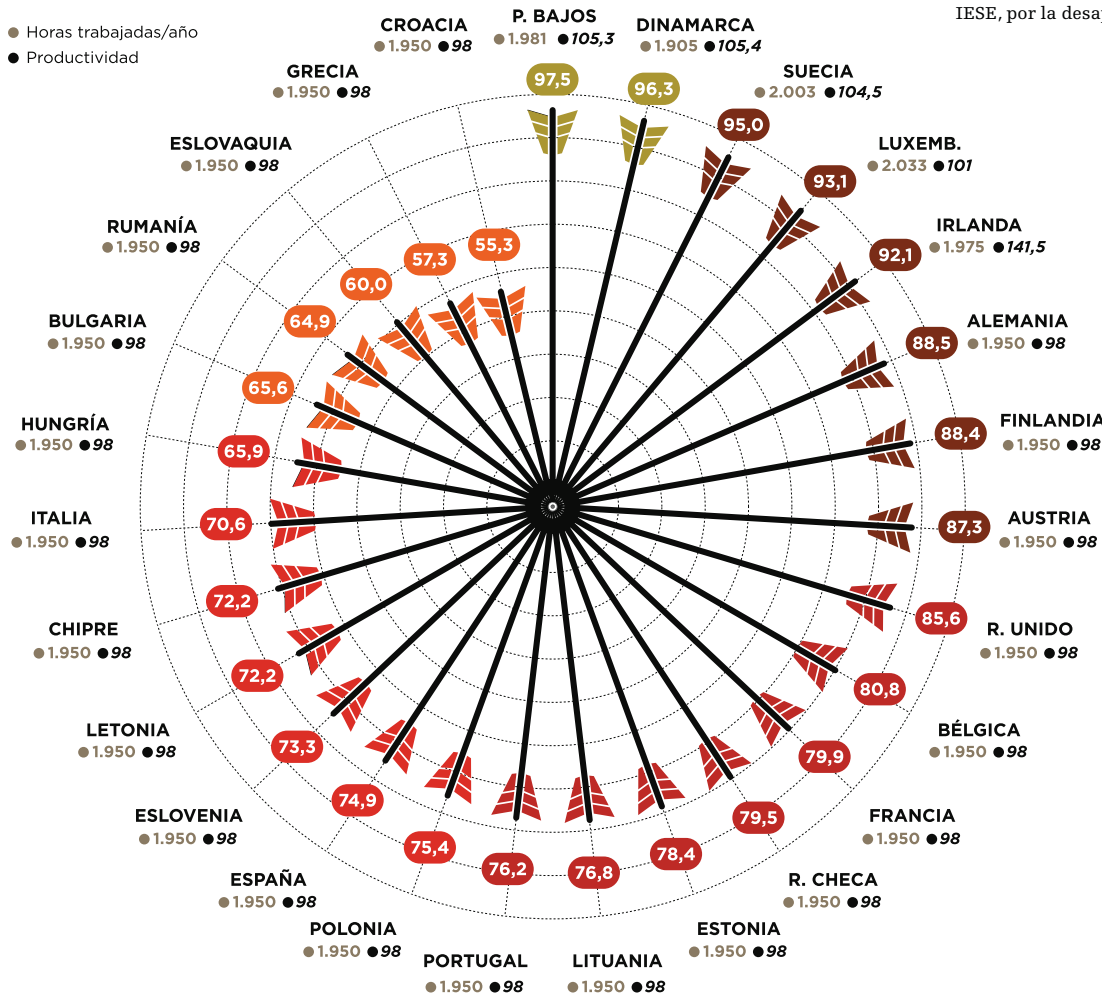 IESE, por la desa
Horas trabajadas/año
Productividad
P. BAJOS
1.981 105,3
97,5
DINAMARCA
1.905 105,4
96,3
SUECIA
2.003 104,5
95,0
LUXEMB.
2.033 101
93,1
IRLANDA
1.975 141,5
92,1
ALEMANIA
1.950 98
88,5
FINLANDIA
1.950 98
88,4
AUSTRIA
1.950 98
87,3
R. UNIDO
1.950 98
85,6
BÉLGICA
1.950 98
80,8
FRANCIA
1.950 98
79,9
R. CHECA
1.950 98
79,5
ESTONIA
1.950 98
78,4
LITUANIA
1.950 98
76,8
PORTUGAL
1.950 98
76,2
POLONIA
1.950 98
75,4
ESPAÑA
1.950 98
74,9
ESLOVENIA
1.950 98
73,3
LETONIA
1.950 98
72,2
CHIPRE
1.950 98
72,2
ITALIA
1.950 98
70,6
HUNGRÍA
1.950 98
65,9
BULGARIA
1.950 98
65,6
RUMANÍA
1.950 98
64,9
ESLOVAQUIA
1.950 98
60,0
GRECIA
1.950 98
57,3
CROACIA
1.950 98
55,3